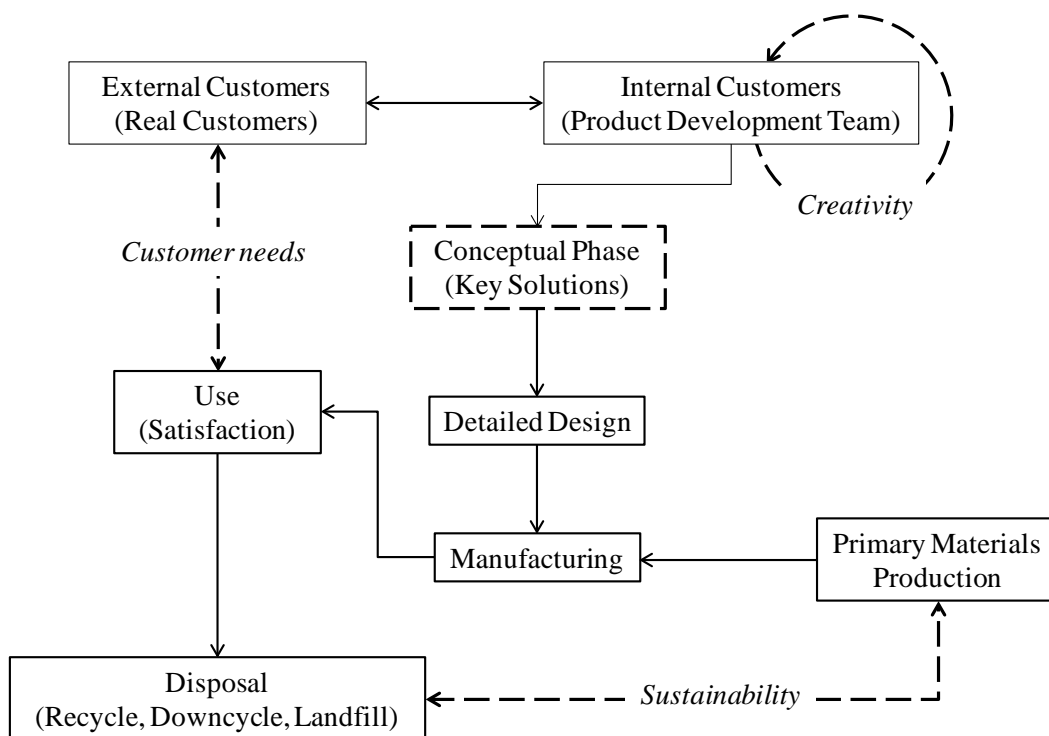 External Customers
(Real Customers)
Internal Customers
(Product Development Team)
Creativity
Customer needs
Conceptual Phase
(Key Solutions)
Use
(Satisfaction)
Detailed Design
Manufacturing
Primary Materials
Production
Disposal
(Recycle, Downcycle, Landfill)
Sustainability